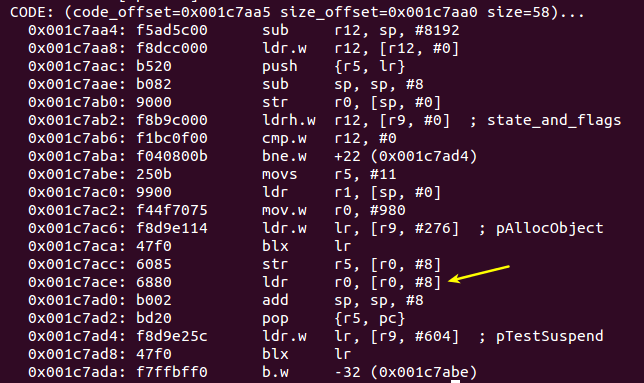 CODE: (code_offset=0x001c7aa5 size_offset=0x001c7aa0 size=58)...
0x001c7aa4: f5ad5c00 sub r12, sp, #8192
0x001c7aa8: f8dcc000 ldr.w r12, [r12, #0]
0x001c7aac: b520 push {r5, lr}
0x001c7aae: b082 sub sp, sp, #8
0x001c7ab0: 9000 str r0, [sp, #0]
0x001c7ab2: f8b9c000 ldrh.w r12, [r9, #0] ; state_and_flags
0x001c7ab6: f1bc0f00 cmp.w r12, #0
0x001c7aba: f040800b bne.w +22 (0x001c7ad4)
0x001c7abe: 250b movs r5, #11
0x001c7ac0: 9900 ldr r1, [sp, #0]
0x001c7ac2: f44f7075 mov.w r0, #980
0x001c7ac6: f8d9e114 ldr.w lr, [r9, #276] ; pAllocObject
0x001c7aca: 47f0 blx lr
0x001c7acc: 6085 str r5, [r0, #8]
0x001c7ace: 6880 ldr r0, [r0, #8]
0x001c7ad0: b002 add sp, sp, #8
0x001c7ad2: bd20 pop {r5, pc}
0x001c7ad4: f8d9e25c ldr.w lr, [r9, #604] ; pTestSuspend
0x001c7ad8: 47f0 blx lr
0x001c7ada: f7ffbff0 b.w -32 (0x001c7abe)